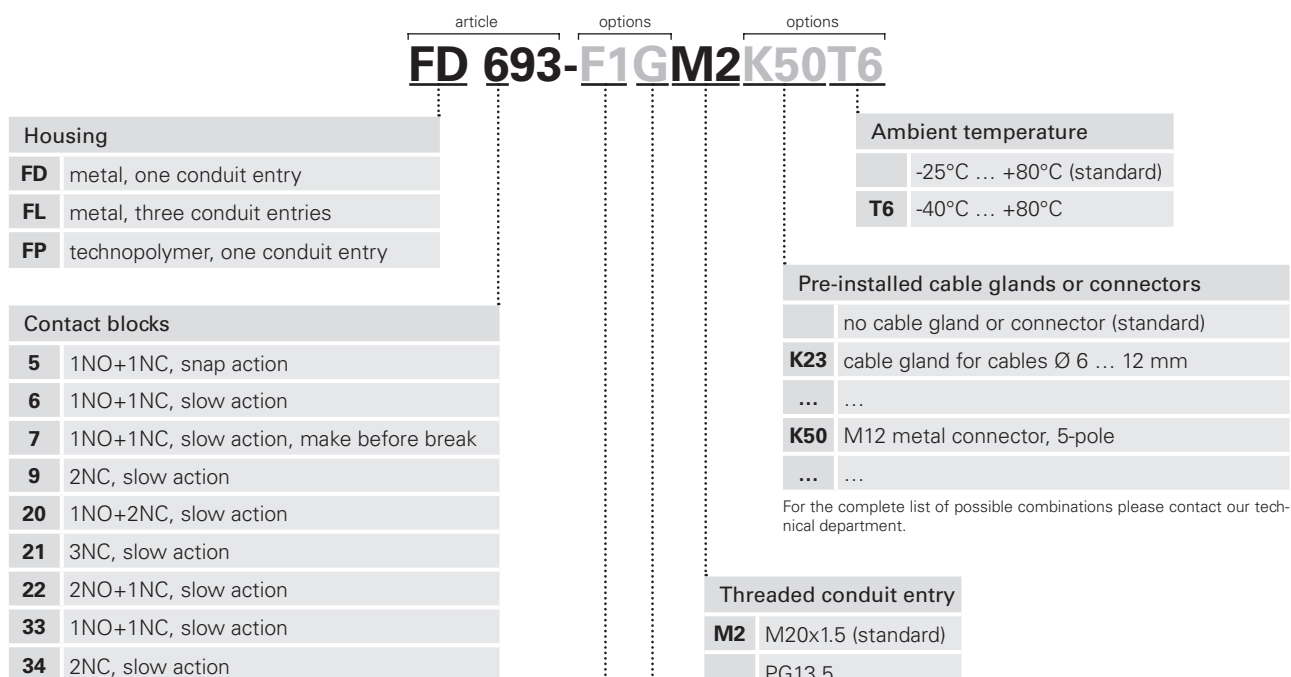 article options options
FD 693-F1GM2K50T6
Housing
FD metal, one conduit entry
FL metal, three conduit entries
FP technopolymer, one conduit entry
Contact blocks
5 1NO+1NC, snap action
6 1NO+1NC, slow action
7 1NO+1NC, slow action, make before break
9 2NC, slow action
20 1NO+2NC, slow action
21 3NC, slow action
22 2NO+1NC, slow action
33 1NO+1NC, slow action
34 2NC, slow action
Ambient temperature
-25°C … +80°C (standard)
T6 -40°C … +80°C
Pre-installed cable glands or connectors
no cable gland or connector (standard)
K23 cable gland for cables Ø 6 … 12 mm
… …
K50 M12 metal connector, 5-pole
… …
For the complete list of possible combinations please contact our tech-
nical department.
Threaded conduit entry
M2 M20x1.5 (standard)
PG13.5